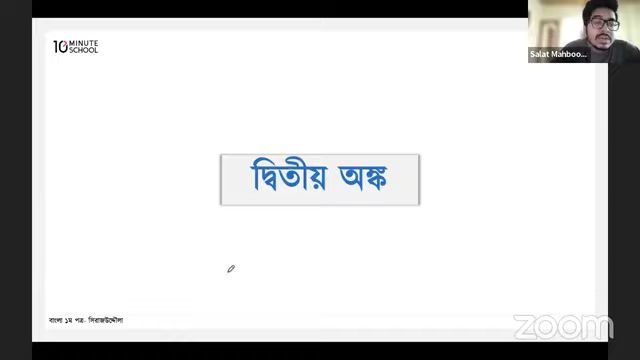 10 MINUTE
SCHOOL
Salat Mahboo...
দ্বিতীয় অঙ্ক
বাংলা ১ম পত্র- সিরাজউদ্দৌলা
zoom